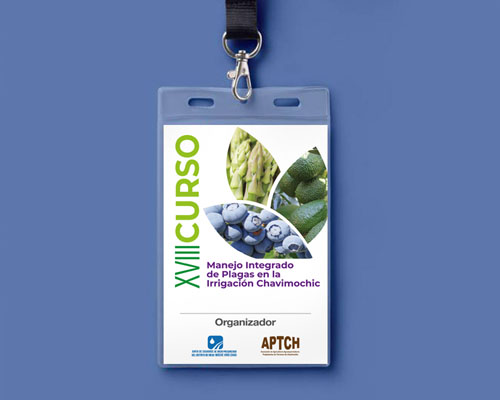 XVIII CURSO
Manejo Integrado
de Plagas en la
Irrigación Chavimochic
Organizador
APTCH